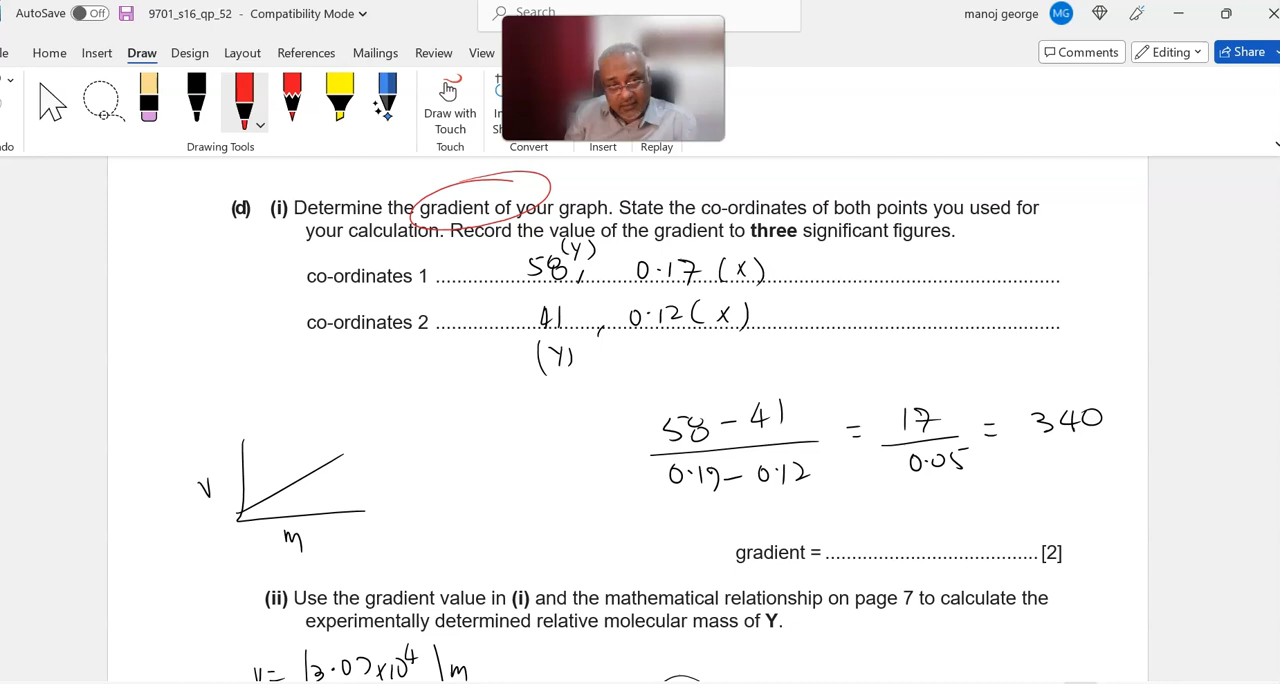 AutoSave Off 9701_s16_qp_52 - Compatibility Mode Search manoj george MG
le Home Insert Draw Design Layout References Mailings Review View Comments Editing Share
Draw with Touch
Convert
Insert
Replay
ndo Drawing Tools Touch
(d) (i) Determine the gradient of your graph. State the co-ordinates of both points you used for
your calculation. Record the value of the gradient to three significant figures.
(Y)
co-ordinates 1 58, 0.17 (x)
co-ordinates 2 41, 0.12 (x)
(Y)
58 - 41 = 17 = 340
0.17 - 0.12 0.05
V
m
gradient = ........................................ [2]
(ii) Use the gradient value in (i) and the mathematical relationship on page 7 to calculate the
experimentally determined relative molecular mass of Y.